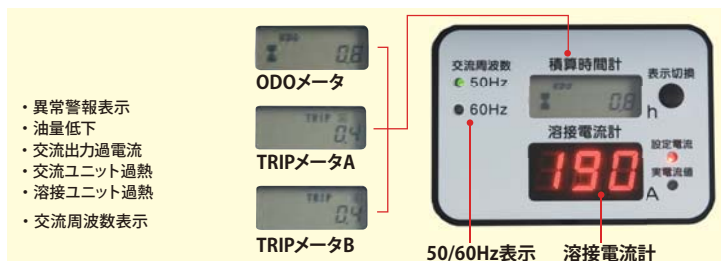 ・異常警報表示
・油量低下
・交流出力過電流
・交流ユニット過熱
・溶接ユニット過熱
・交流周波数表示
ODO
0.8
ODOメータ
TRIP
0.4
TRIPメータA
TRIP
0.4
TRIPメータB
交流周波数
50Hz
60Hz
積算時間計
ODO
0.8
h
表示切換
溶接電流計
190
A
設定電流
実電流値
50/60Hz表示
溶接電流計